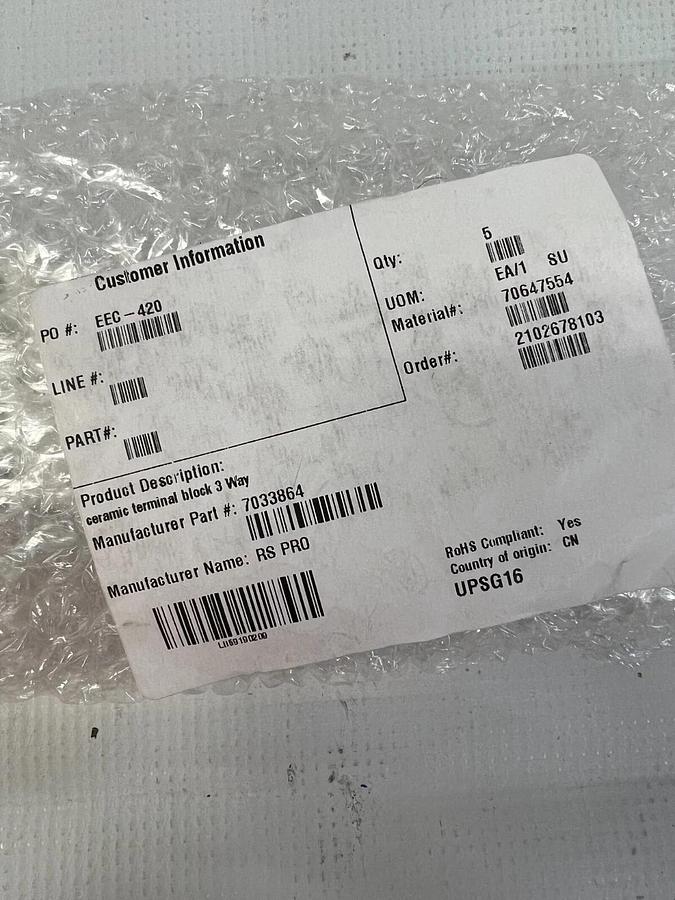 Customer Information
PO #: EEC-420
LINE #:
PART#:
Qty: 5
UOM: EA/1 SU
Material#: 70647554
Order#: 2102678103
Product Description:
ceramic terminal block 3 Way
Manufacturer Part #: 7033864
Manufacturer Name: RS PRO
RoHS Compliant: Yes
Country of origin: CN
UPSG16